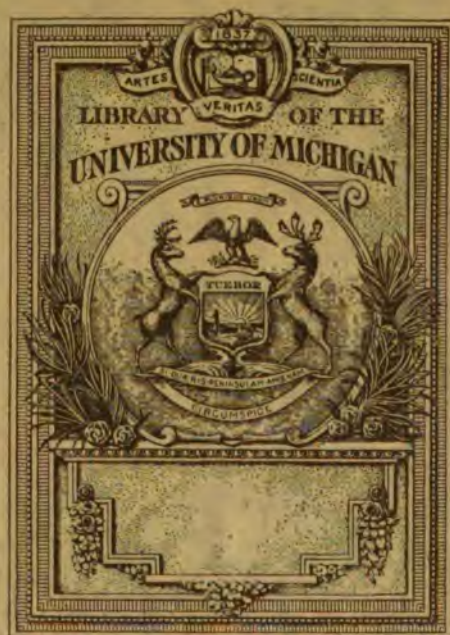 1837
ARTES SCIENTIA
VERITAS
LIBRARY OF THE
UNIVERSITY OF MICHIGAN
TUEBOR
CIRCUMSPICE